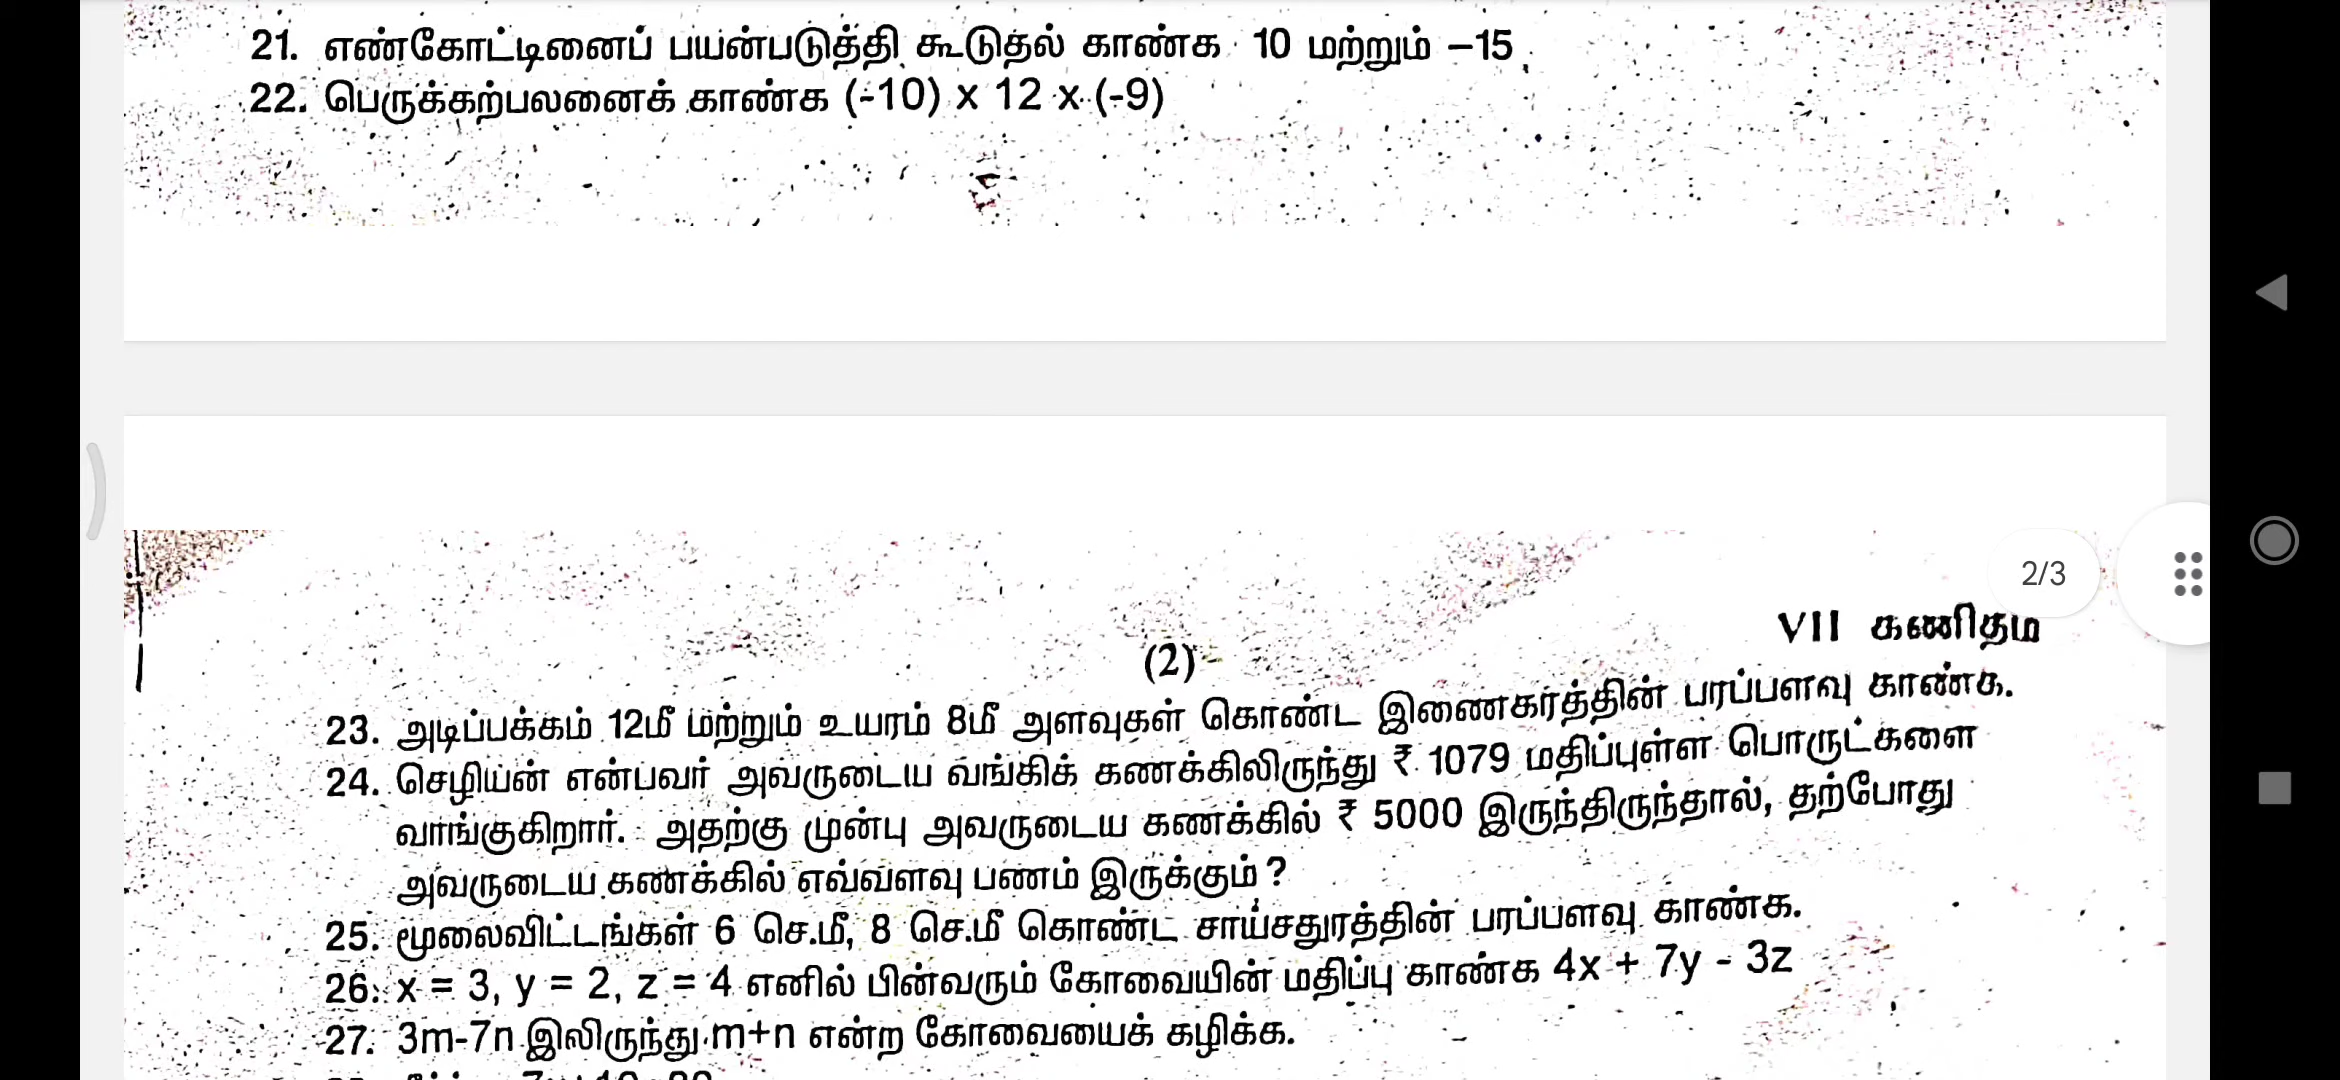 21. எண்கோட்டினைப் பயன்படுத்தி கூடுதல் காண்க 10 மற்றும் –15
22. பெருக்கற்பலனைக் காண்க (-10) x 12 x (-9)
2/3
VII கணிதம்
(2)
23. அடிப்பக்கம் 12மீ மற்றும் உயரம் 8மீ அளவுகள் கொண்ட இணைகரத்தின் பரப்பளவு காண்க.
24. செழியன் என்பவர் அவருடைய வங்கிக் கணக்கிலிருந்து ₹ 1079 மதிப்புள்ள பொருட்களை
வாங்குகிறார். அதற்கு முன்பு அவருடைய கணக்கில் ₹ 5000 இருந்திருந்தால், தற்போது
அவருடைய கணக்கில் எவ்வளவு பணம் இருக்கும் ?
25. மூலைவிட்டங்கள் 6 செ.மீ, 8 செ.மீ கொண்ட சாய்சதுரத்தின் பரப்பளவு காண்க.
26. x = 3, y = 2, z = 4 எனில் பின்வரும் கோவையின் மதிப்பு காண்க 4x + 7y - 3z
27. 3m-7n இலிருந்து m+n என்ற கோவையைக் கழிக்க.